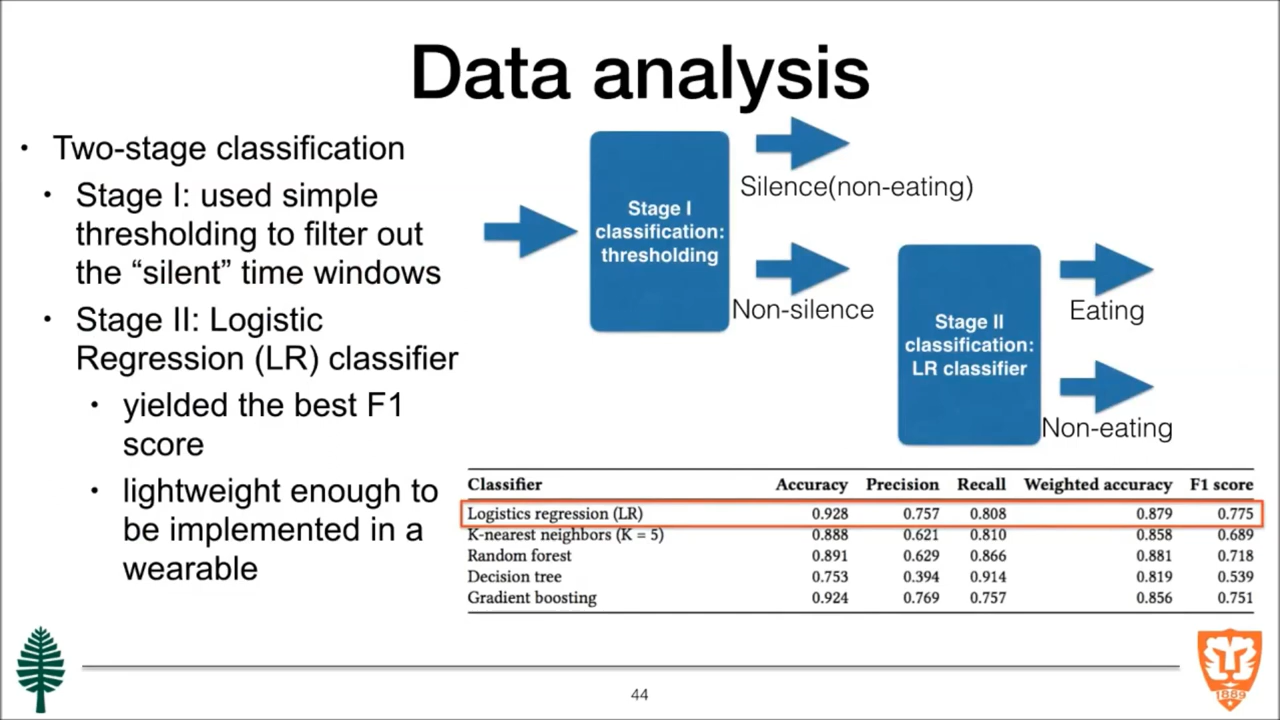 Data analysis
• Two-stage classification
• Stage I: used simple
thresholding to filter out
the “silent” time windows
• Stage II: Logistic
Regression (LR) classifier
• yielded the best F1
score
• lightweight enough to
be implemented in a
wearable
Stage I
classification:
thresholding
Silence(non-eating)
Non-silence
Stage II
classification:
LR classifier
Eating
Non-eating
Classifier Accuracy Precision Recall Weighted accuracy F1 score
Logistics regression (LR) 0.928 0.757 0.808 0.879 0.775
K-nearest neighbors (K = 5) 0.888 0.621 0.810 0.858 0.689
Random forest 0.891 0.629 0.866 0.881 0.718
Decision tree 0.753 0.394 0.914 0.819 0.539
Gradient boosting 0.924 0.769 0.757 0.856 0.751
44
1889